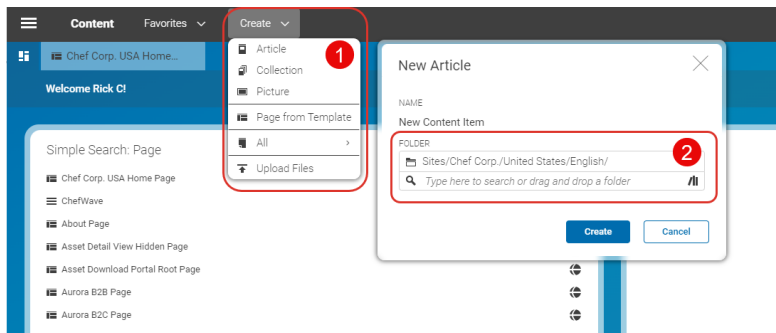 Content
Favorites
Create
Chef Corp. USA Home...
Welcome Rick C!
1
Article
Collection
Picture
Page from Template
All
Upload Files
New Article
NAME
New Content Item
FOLDER
2
Sites/Chef Corp./United States/English/
Type here to search or drag and drop a folder
Create
Cancel
Simple Search: Page
Chef Corp. USA Home Page
ChefWave
About Page
Asset Detail View Hidden Page
Asset Download Portal Root Page
Aurora B2B Page
Aurora B2C Page